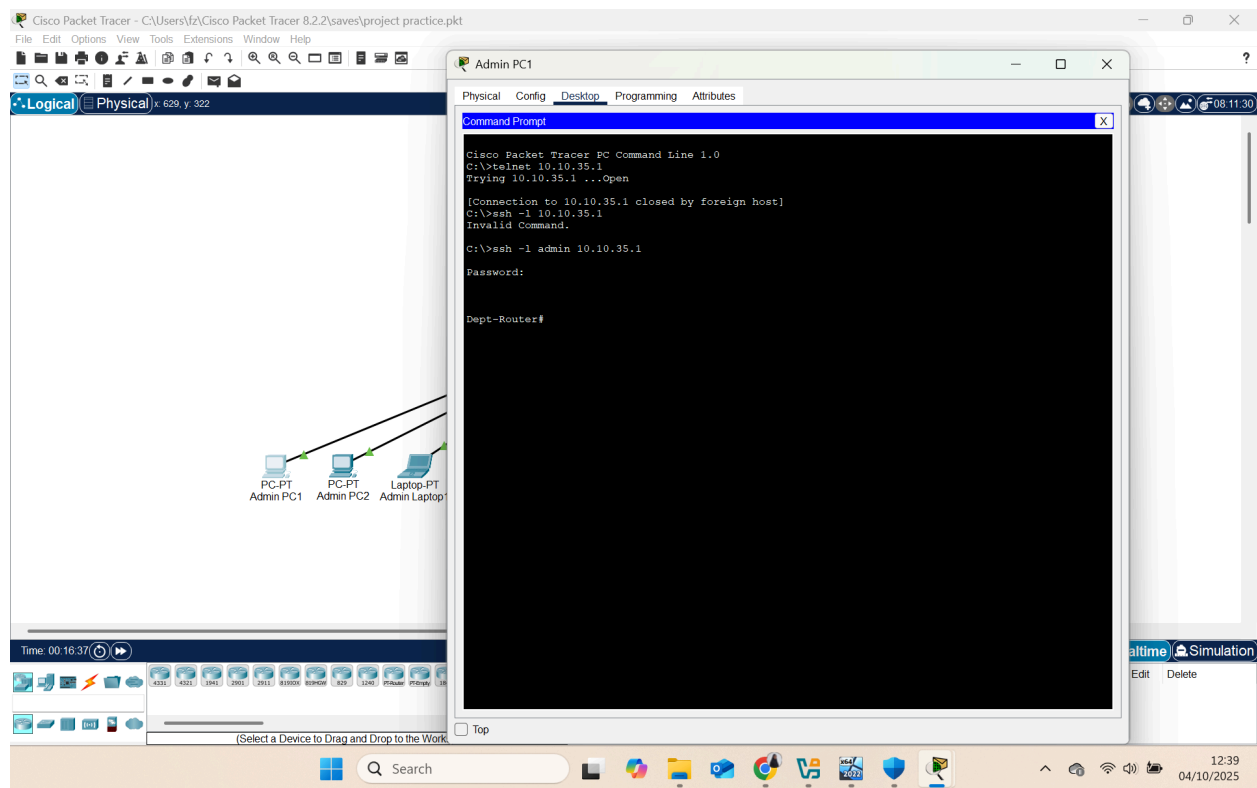 Cisco Packet Tracer - C:\Users\fz\Cisco Packet Tracer 8.2.2\saves\project practice.pkt
File Edit Options View Tools Extensions Window Help
?
Logical Physical x: 629, y: 322
08:11:30
Admin PC1
Physical Config Desktop Programming Attributes
Command Prompt
X
Cisco Packet Tracer PC Command Line 1.0
C:\>telnet 10.10.35.1
Trying 10.10.35.1 ...Open
[Connection to 10.10.35.1 closed by foreign host]
C:\>ssh -l 10.10.35.1
Invalid Command.
C:\>ssh -l admin 10.10.35.1
Password:
Dept-Router#
Top
PC-PT
Admin PC1
PC-PT
Admin PC2
Laptop-PT
Admin Laptop1
Time: 00:16:37
altime Simulation
Edit Delete
4331 4321 1941 2901 2911 819IOX 819HGW 829 1240 PT-Router PT-Empty
(Select a Device to Drag and Drop to the Work
Search
x64
2022
12:39
04/10/2025